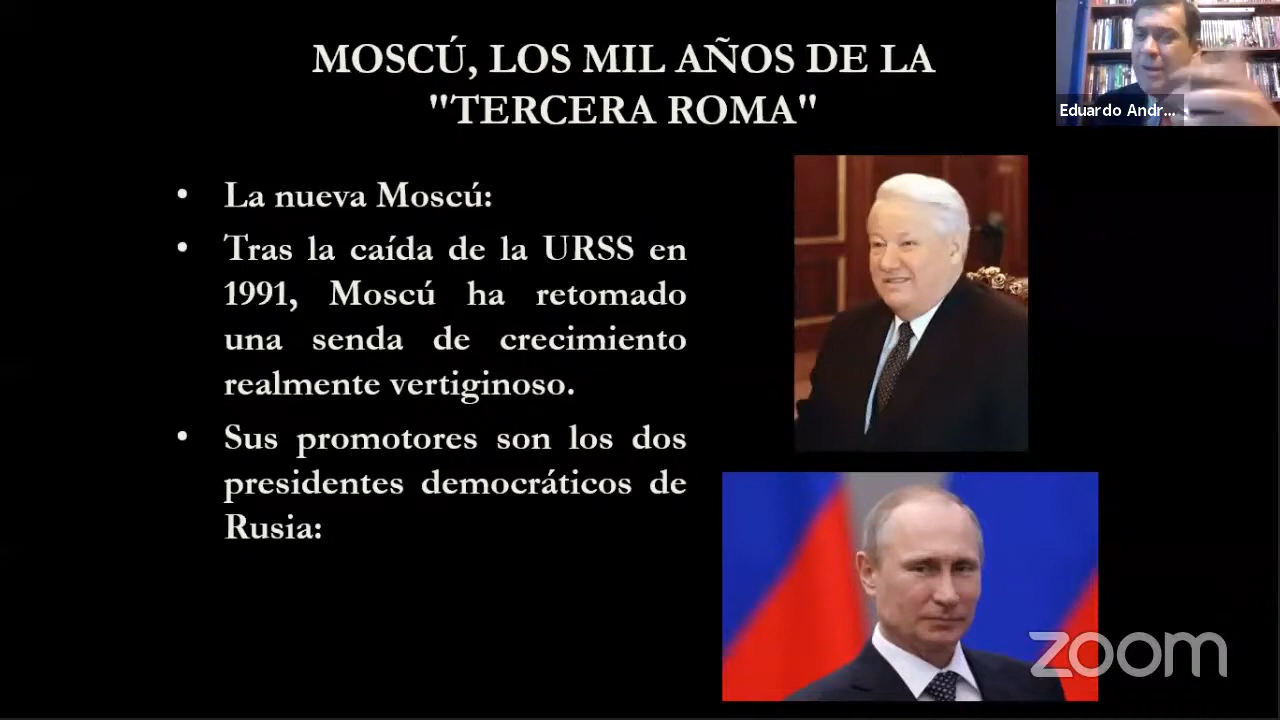 MOSCÚ, LOS MIL AÑOS DE LA
"TERCERA ROMA"
Eduardo Andr...
• La nueva Moscú:
• Tras la caída de la URSS en
1991, Moscú ha retomado
una senda de crecimiento
realmente vertiginoso.
• Sus promotores son los dos
presidentes democráticos de
Rusia:
zoom